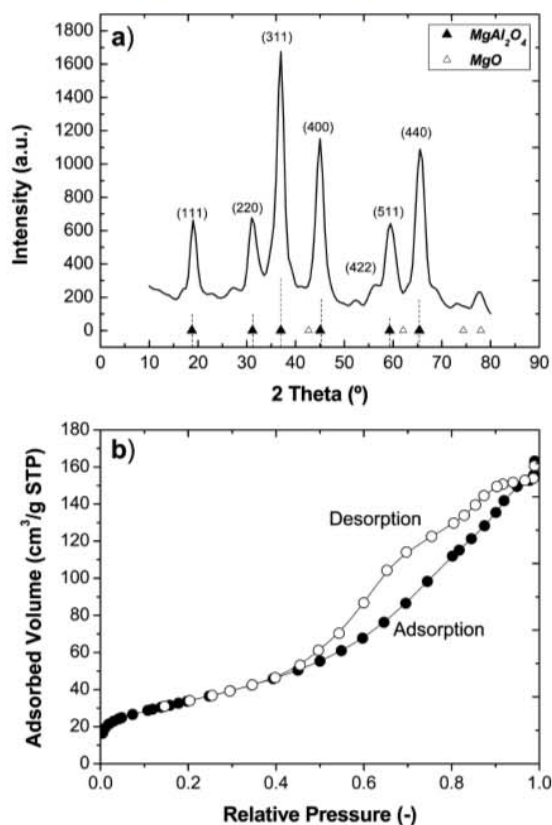 a)
▲ MgAl₂O₄
△ MgO
(311)
(400)
(440)
(111)
(220)
(511)
(422)
Intensity (a.u.)
1800
1600
1400
1200
1000
800
600
400
200
0
10 20 30 40 50 60 70 80 90
2 Theta (º)
b)
Desorption
Adsorption
Adsorbed Volume (cm³/g STP)
180
160
140
120
100
80
60
40
20
0
0.0 0.2 0.4 0.6 0.8 1.0
Relative Pressure (-)